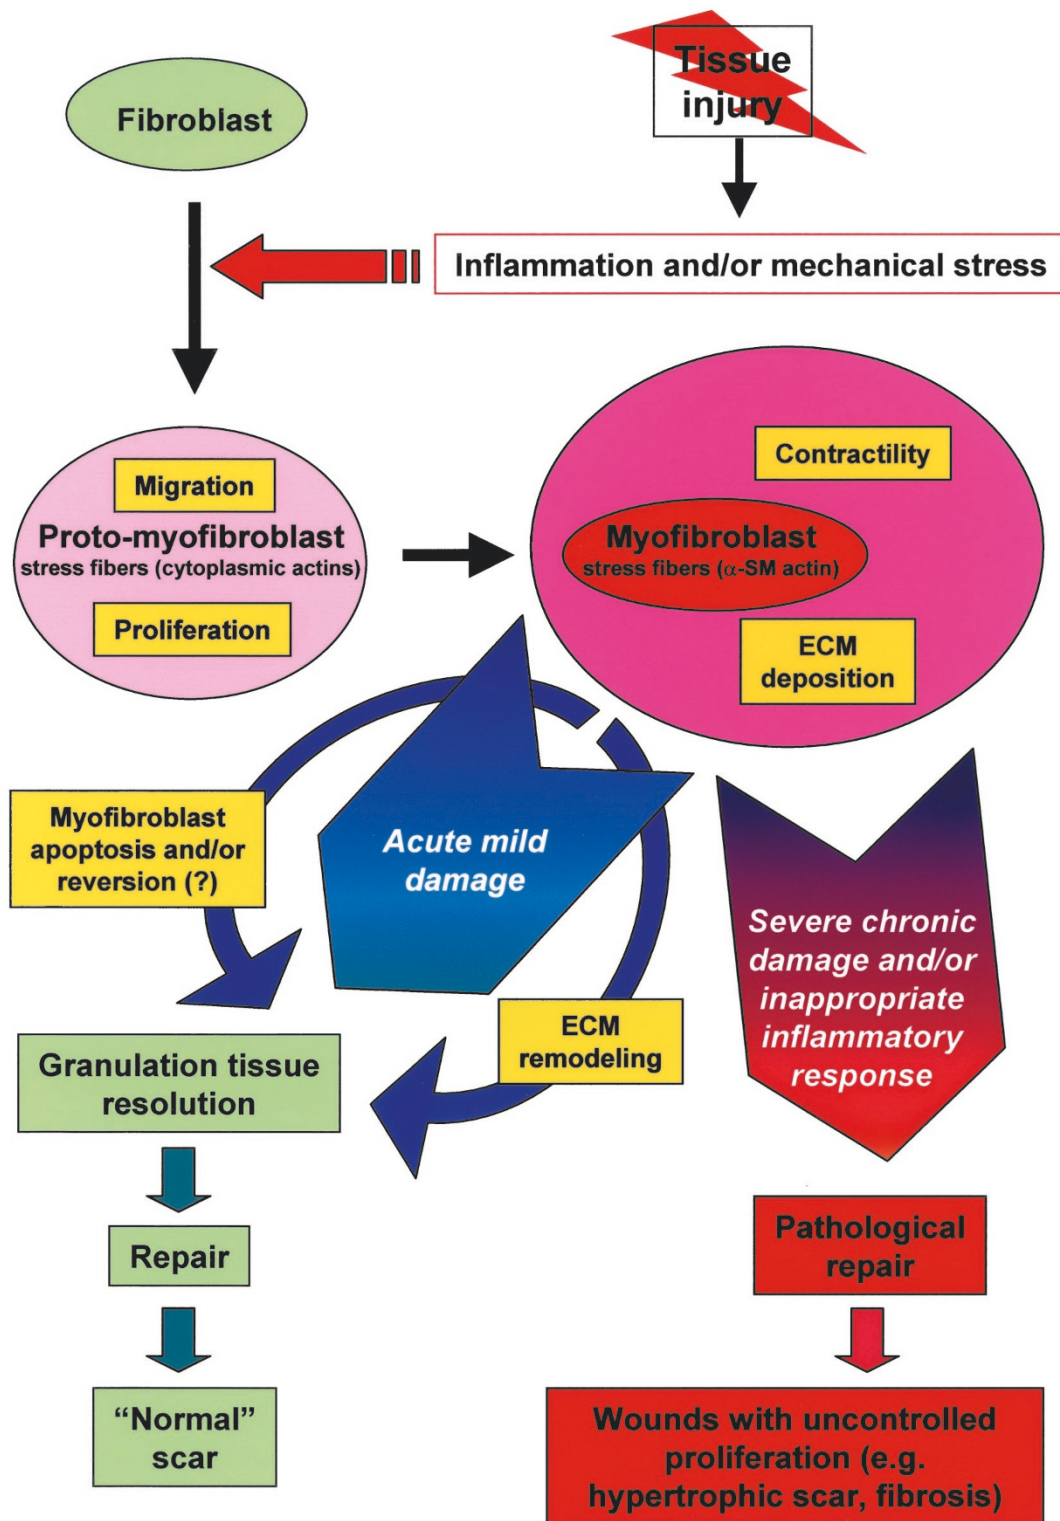 Tissue
injury
Fibroblast
Inflammation and/or mechanical stress
Migration
Proto-myofibroblast
stress fibers (cytoplasmic actins)
Proliferation
Contractility
Myofibroblast
stress fibers (α-SM actin)
ECM
deposition
Myofibroblast
apoptosis and/or
reversion (?)
Acute mild
damage
Severe chronic
damage and/or
inappropriate
inflammatory
response
ECM
remodeling
Granulation tissue
resolution
Repair
“Normal”
scar
Pathological
repair
Wounds with uncontrolled
proliferation (e.g.
hypertrophic scar, fibrosis)